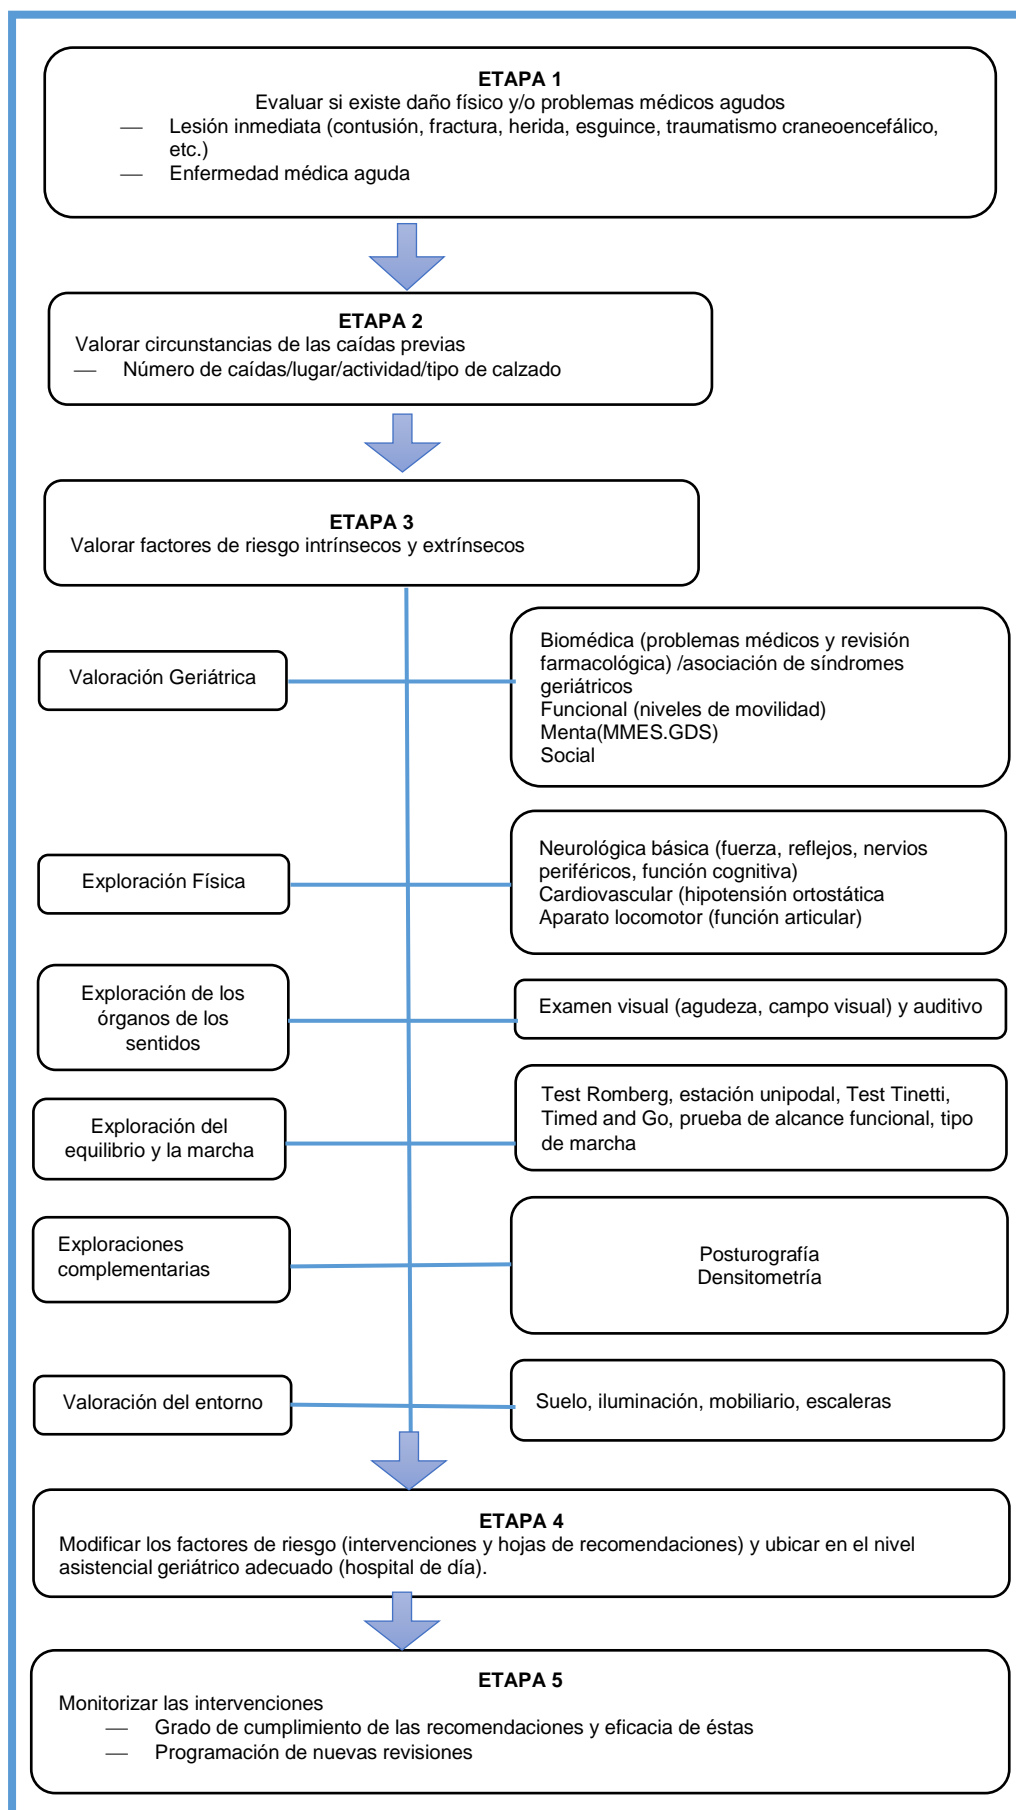 ETAPA 1
Evaluar si existe daño físico y/o problemas médicos agudos
— Lesión inmediata (contusión, fractura, herida, esguince, traumatismo craneoencefálico,
etc.)
— Enfermedad médica aguda
ETAPA 2
Valorar circunstancias de las caídas previas
— Número de caídas/lugar/actividad/tipo de calzado
ETAPA 3
Valorar factores de riesgo intrínsecos y extrínsecos
Valoración Geriátrica
Biomédica (problemas médicos y revisión
farmacológica) /asociación de síndromes
geriátricos
Funcional (niveles de movilidad)
Menta(MMES.GDS)
Social
Exploración Física
Neurológica básica (fuerza, reflejos, nervios
periféricos, función cognitiva)
Cardiovascular (hipotensión ortostática
Aparato locomotor (función articular)
Exploración de los
órganos de los
sentidos
Examen visual (agudeza, campo visual) y auditivo
Exploración del
equilibrio y la marcha
Test Romberg, estación unipodal, Test Tinetti,
Timed and Go, prueba de alcance funcional, tipo
de marcha
Exploraciones
complementarias
Posturografía
Densitometría
Valoración del entorno
Suelo, iluminación, mobiliario, escaleras
ETAPA 4
Modificar los factores de riesgo (intervenciones y hojas de recomendaciones) y ubicar en el nivel
asistencial geriátrico adecuado (hospital de día).
ETAPA 5
Monitorizar las intervenciones
— Grado de cumplimiento de las recomendaciones y eficacia de éstas
— Programación de nuevas revisiones